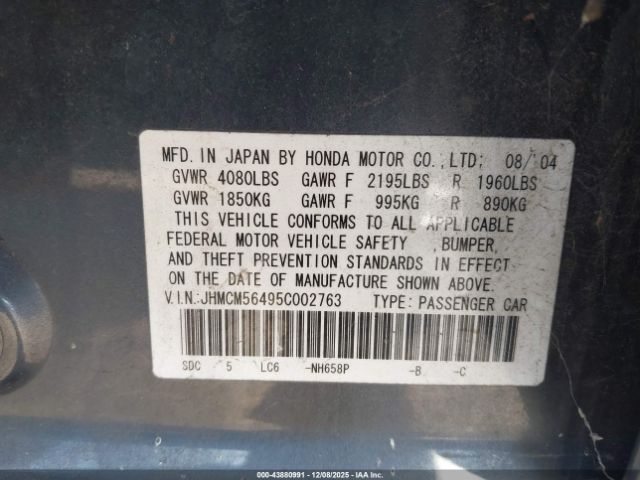 MFD. IN JAPAN BY HONDA MOTOR CO., LTD; 08/ 04
GVWR 4080LBS GAWR F 2195LBS R 1960LBS
GVWR 1850KG GAWR F 995KG R 890KG
THIS VEHICLE CONFORMS TO ALL APPLICABLE
FEDERAL MOTOR VEHICLE SAFETY , BUMPER,
AND THEFT PREVENTION STANDARDS IN EFFECT
ON THE DATE OF MANUFACTURE SHOWN ABOVE.
V.I.N.:JHMCM56495C002763 TYPE: PASSENGER CAR
SDC 5 LC6 -NH658P -B -C
000-43880991 - 12/08/2025 - IAAI.COM